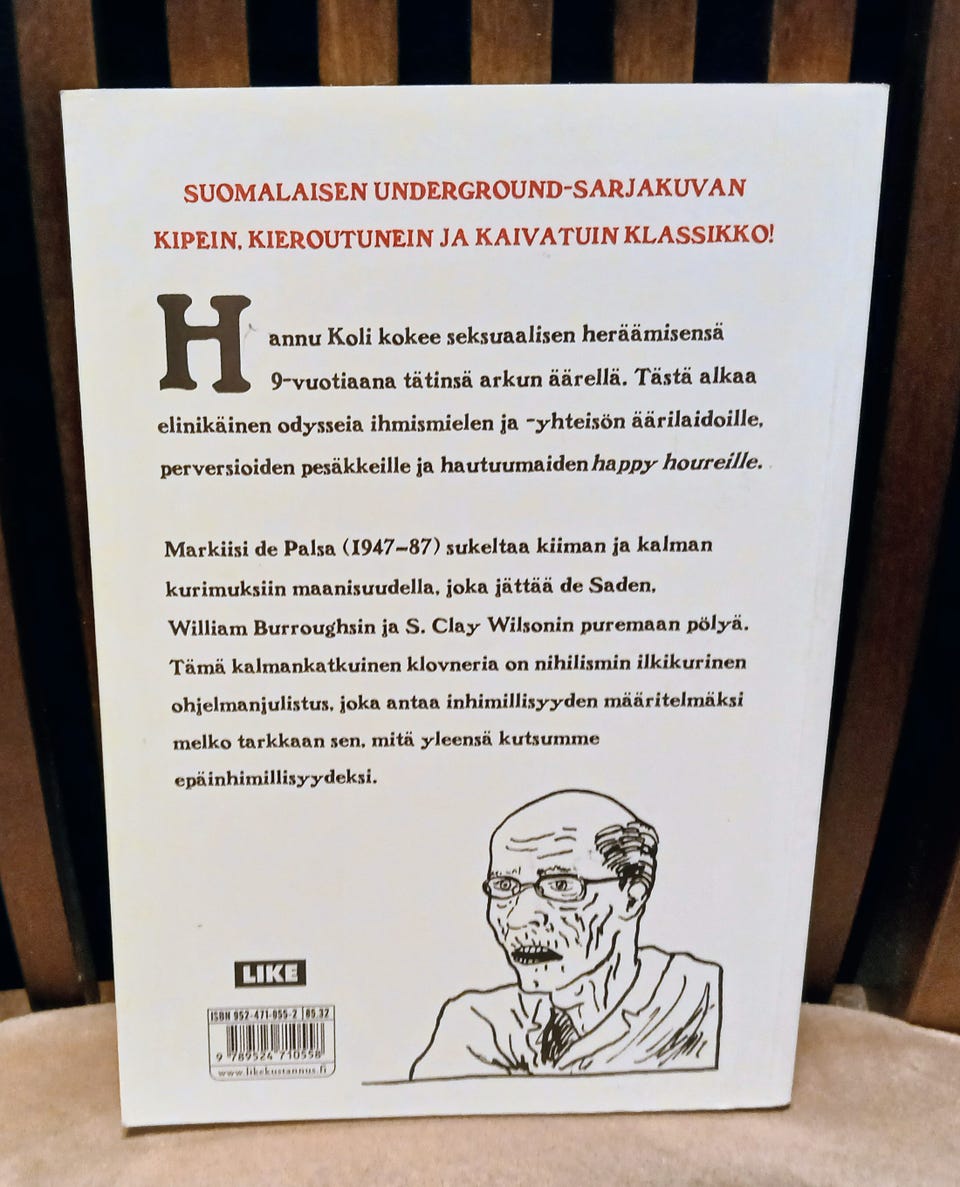 SUOMALAISEN UNDERGROUND-SARJAKUVAN
KIPEIN, KIEROUTUNEIN JA KAIVATUIN KLASSIKKO!
Hannu Koli kokee seksuaalisen heräämisensä
9-vuotiaana tätinsä arkun äärellä. Tästä alkaa
elinikäinen odysseia ihmismielen ja -yhteisön äärilaidoille,
perversioiden pesäkkeille ja hautuumaiden happy houreille.
Markiisi de Palsa (1947–87) sukeltaa kiiman ja kalman
kurimuksiin maanisuudella, joka jättää de Saden,
William Burroughsin ja S. Clay Wilsonin puremaan pölyä.
Tämä kalmankatkuinen klovneria on nihilismin ilkikurinen
ohjelmanjulistus, joka antaa inhimillisyyden määritelmäksi
melko tarkkaan sen, mitä yleensä kutsumme
epäinhimillisyydeksi.
LIKE
ISBN 952-471-055-2 | 85.32
9 789524 710558
www.likekustannus.fi